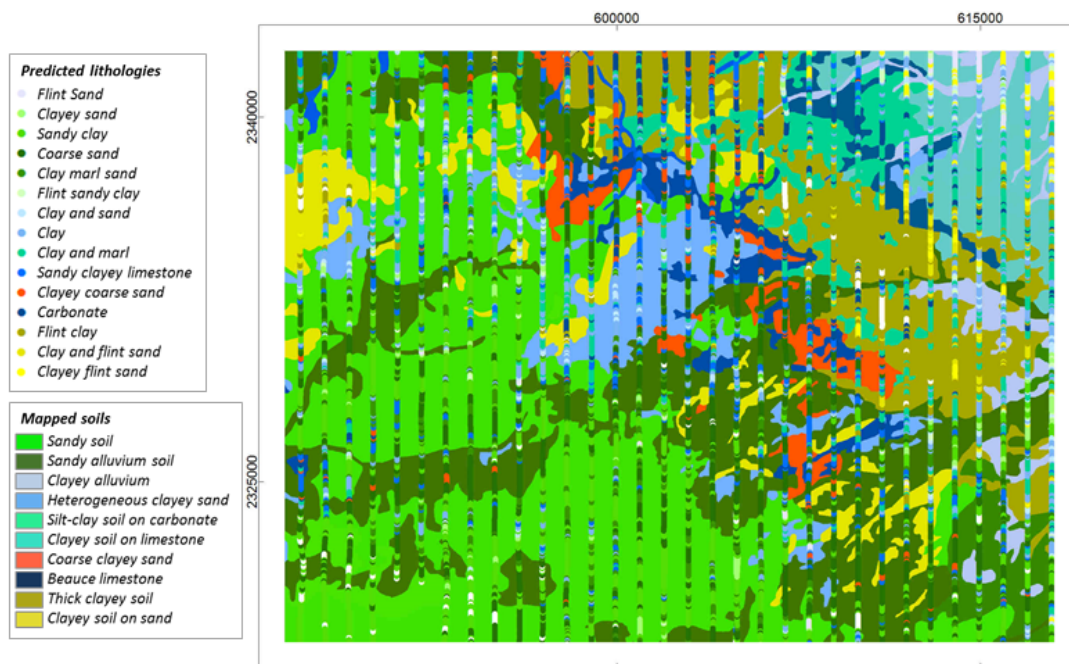 600000
615000
2340000
2325000
Predicted lithologies
Flint Sand
Clayey sand
Sandy clay
Coarse sand
Clay marl sand
Flint sandy clay
Clay and sand
Clay
Clay and marl
Sandy clayey limestone
Clayey coarse sand
Carbonate
Flint clay
Clay and flint sand
Clayey flint sand
Mapped soils
Sandy soil
Sandy alluvium soil
Clayey alluvium
Heterogeneous clayey sand
Silt-clay soil on carbonate
Clayey soil on limestone
Coarse clayey sand
Beauce limestone
Thick clayey soil
Clayey soil on sand